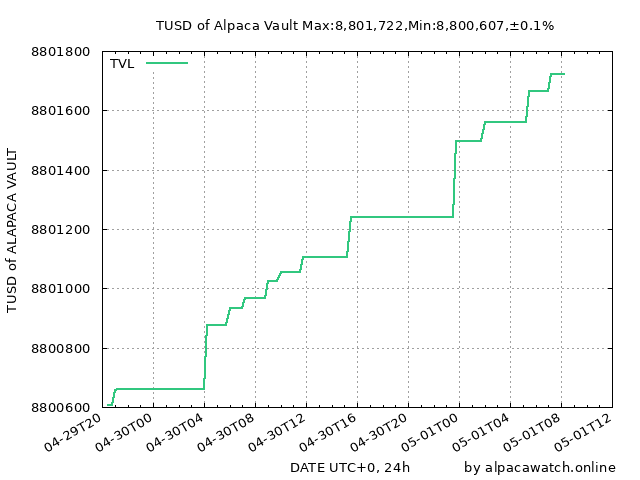 TUSD of Alpaca Vault Max:8,801,722,Min:8,800,607,±0.1%
TVL
TUSD of ALAPACA VAULT
8801800
8801600
8801400
8801200
8801000
8800800
8800600
04-29T20
04-30T00
04-30T04
04-30T08
04-30T12
04-30T16
04-30T20
05-01T00
05-01T04
05-01T08
05-01T12
DATE UTC+0, 24h
by alpacawatch.online